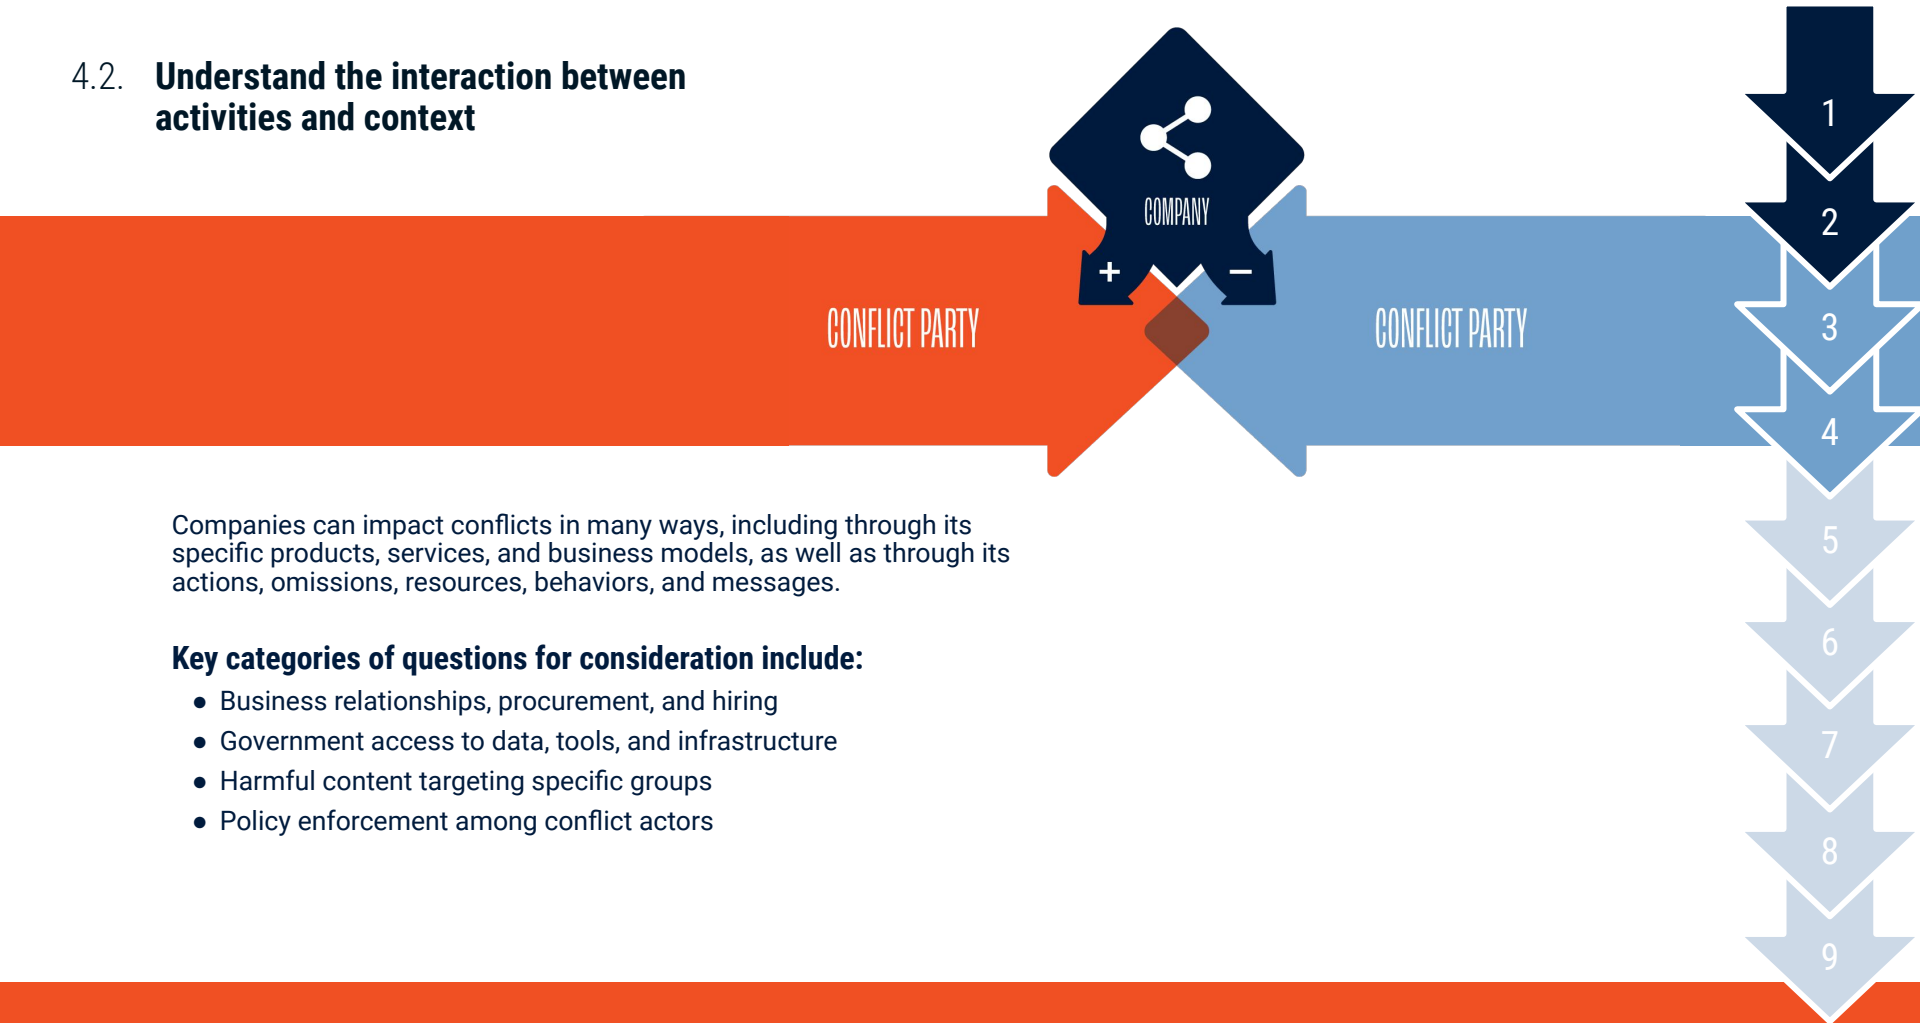 4.2. Understand the interaction between
activities and context
COMPANY
+
−
CONFLICT PARTY
CONFLICT PARTY
Companies can impact conflicts in many ways, including through its
specific products, services, and business models, as well as through its
actions, omissions, resources, behaviors, and messages.
Key categories of questions for consideration include:
● Business relationships, procurement, and hiring
● Government access to data, tools, and infrastructure
● Harmful content targeting specific groups
● Policy enforcement among conflict actors
1
2
3
4
5
6
7
8
9